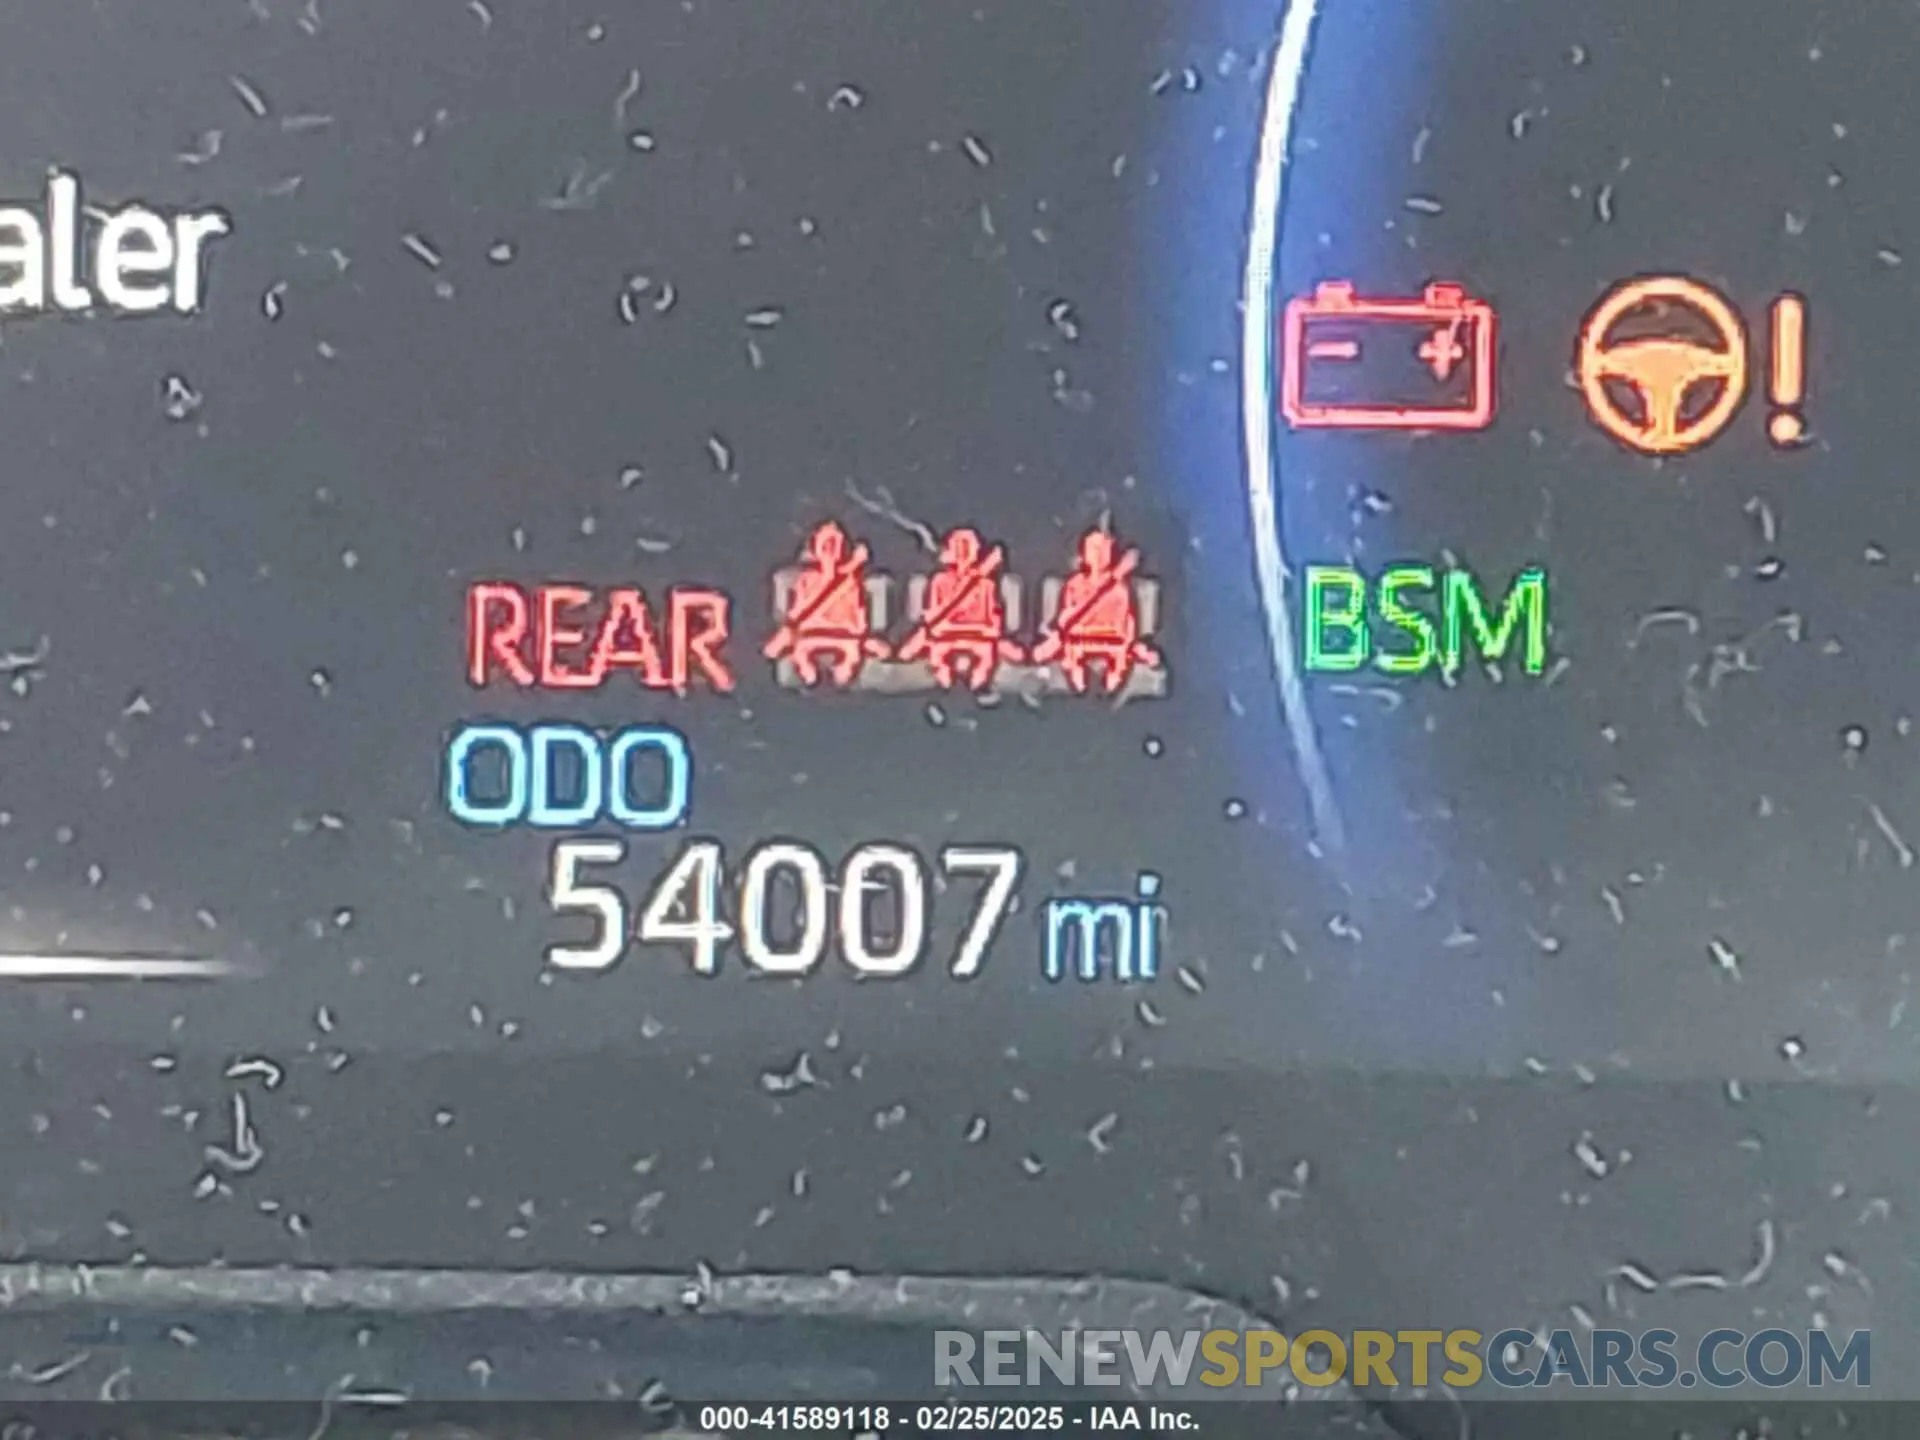 aler
BSM
REAR
ODO
54007 mi
RENEWSPORTSCARS.COM
000-41589118 - 02/25/2025 - IAA Inc.